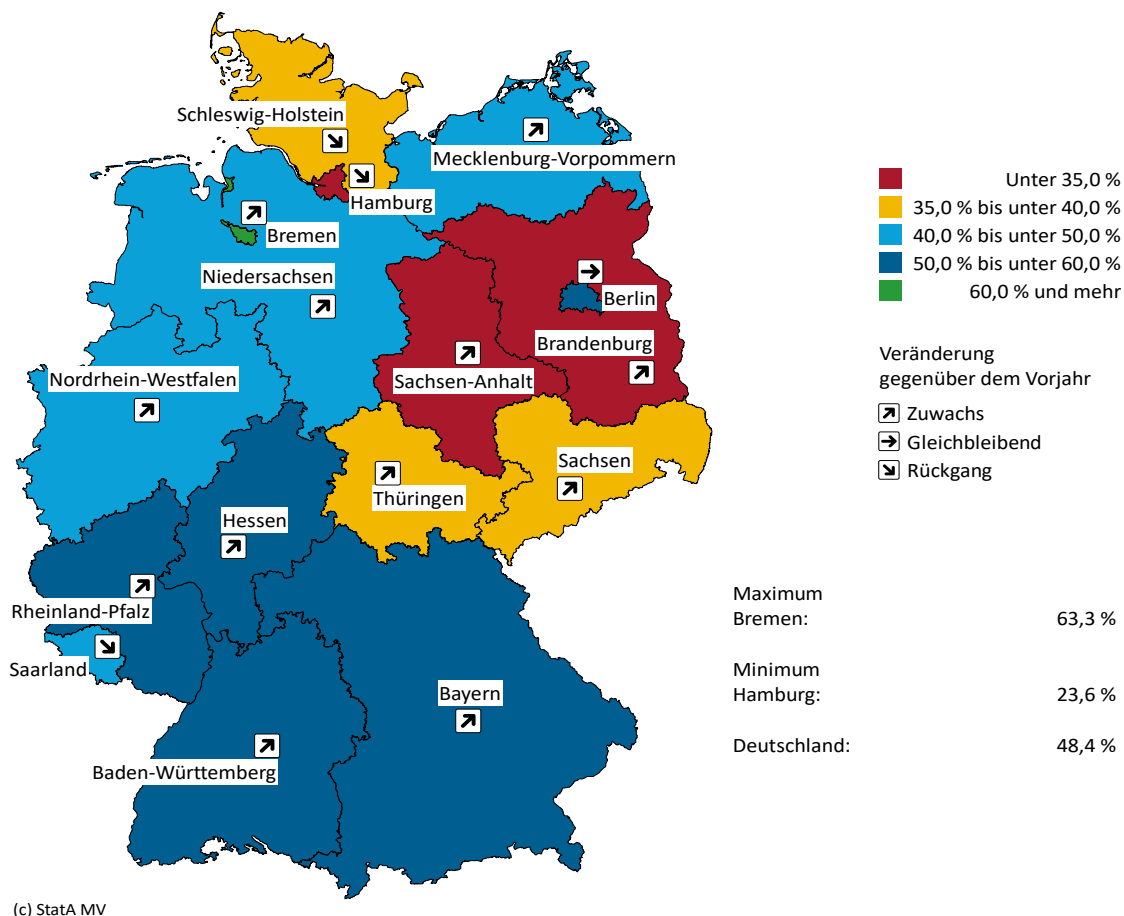 Schleswig-Holstein
Mecklenburg-Vorpommern
Hamburg
Bremen
Niedersachsen
Berlin
Brandenburg
Nordrhein-Westfalen
Sachsen-Anhalt
Sachsen
Thüringen
Hessen
Rheinland-Pfalz
Saarland
Bayern
Baden-Württemberg
Unter 35,0 %
35,0 % bis unter 40,0 %
40,0 % bis unter 50,0 %
50,0 % bis unter 60,0 %
60,0 % und mehr
Veränderung
gegenüber dem Vorjahr
Zuwachs
Gleichbleibend
Rückgang
Maximum
Bremen: 63,3 %
Minimum
Hamburg: 23,6 %
Deutschland: 48,4 %
(c) StatA MV